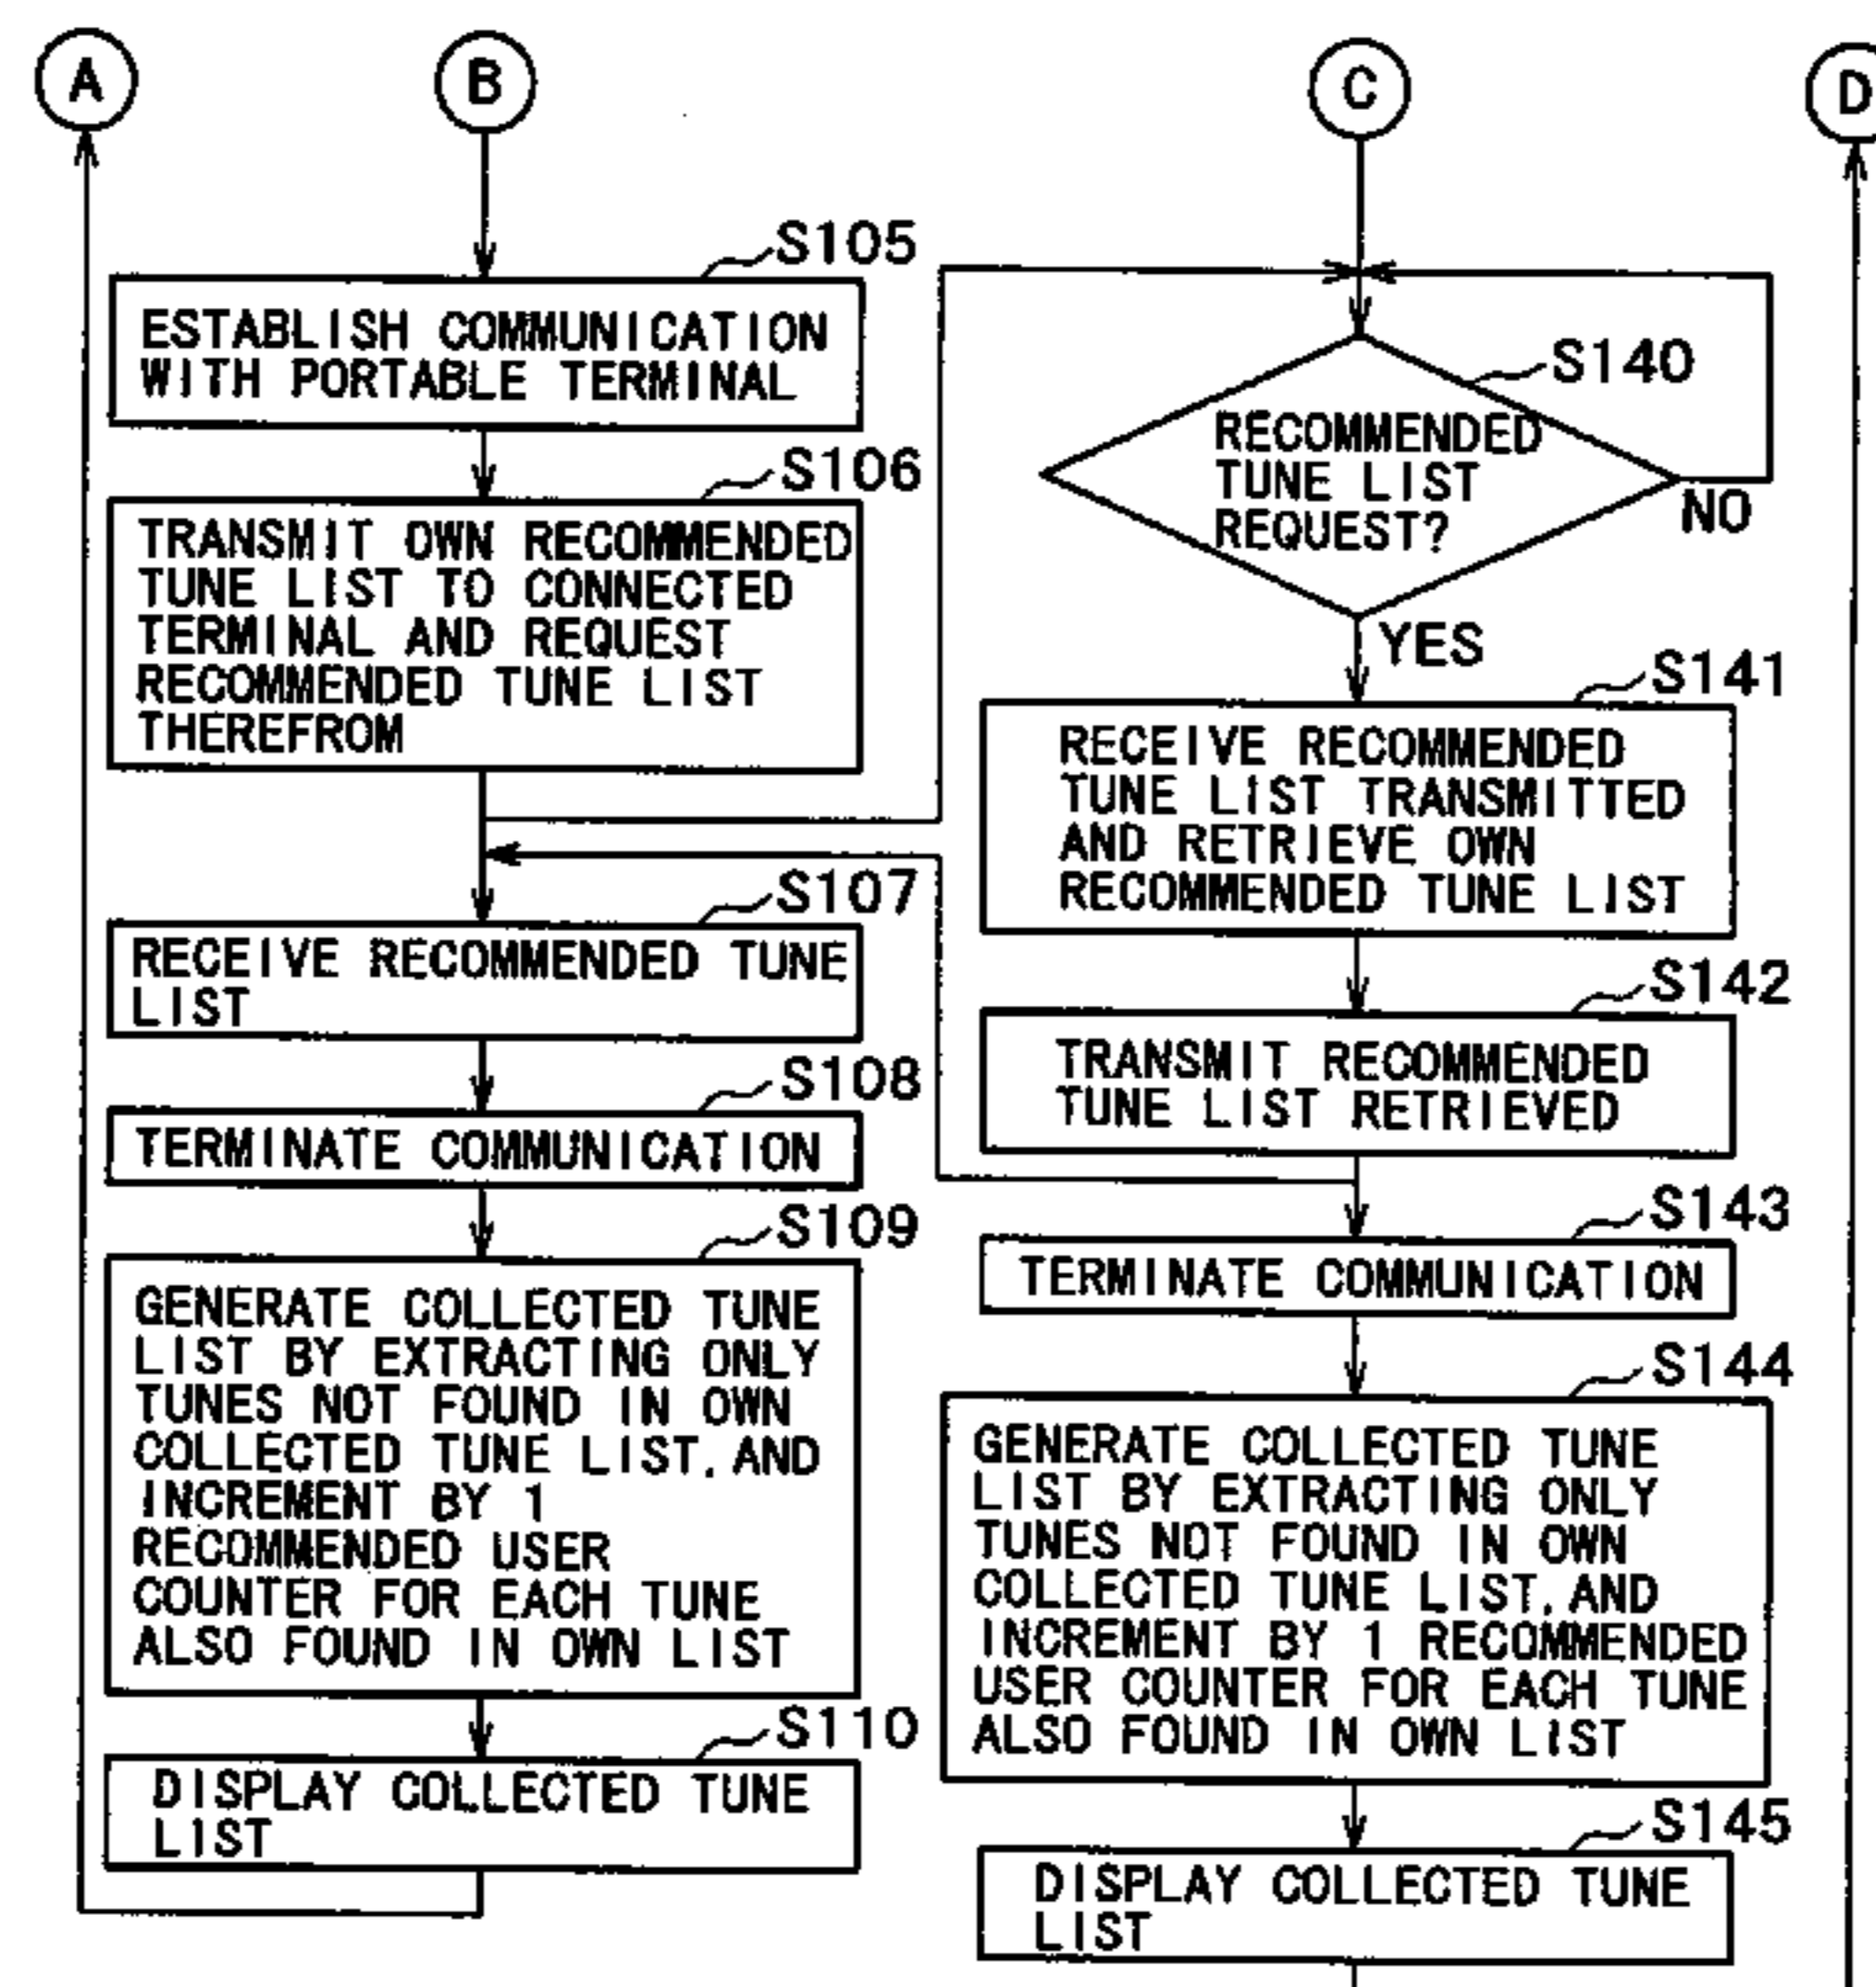 A
B
C
D
S105
ESTABLISH COMMUNICATION
WITH PORTABLE TERMINAL
S106
TRANSMIT OWN RECOMMENDED
TUNE LIST TO CONNECTED
TERMINAL AND REQUEST
RECOMMENDED TUNE LIST
THEREFROM
S107
RECEIVE RECOMMENDED TUNE
LIST
S108
TERMINATE COMMUNICATION
S109
GENERATE COLLECTED TUNE
LIST BY EXTRACTING ONLY
TUNES NOT FOUND IN OWN
COLLECTED TUNE LIST, AND
INCREMENT BY 1
RECOMMENDED USER
COUNTER FOR EACH TUNE
ALSO FOUND IN OWN LIST
S110
DISPLAY COLLECTED TUNE
LIST
S140
RECOMMENDED
TUNE LIST
REQUEST?
NO
YES
S141
RECEIVE RECOMMENDED
TUNE LIST TRANSMITTED
AND RETRIEVE OWN
RECOMMENDED TUNE LIST
S142
TRANSMIT RECOMMENDED
TUNE LIST RETRIEVED
S143
TERMINATE COMMUNICATION
S144
GENERATE COLLECTED TUNE
LIST BY EXTRACTING ONLY
TUNES NOT FOUND IN OWN
COLLECTED TUNE LIST, AND
INCREMENT BY 1 RECOMMENDED
USER COUNTER FOR EACH TUNE
ALSO FOUND IN OWN LIST
S145
DISPLAY COLLECTED TUNE
LIST